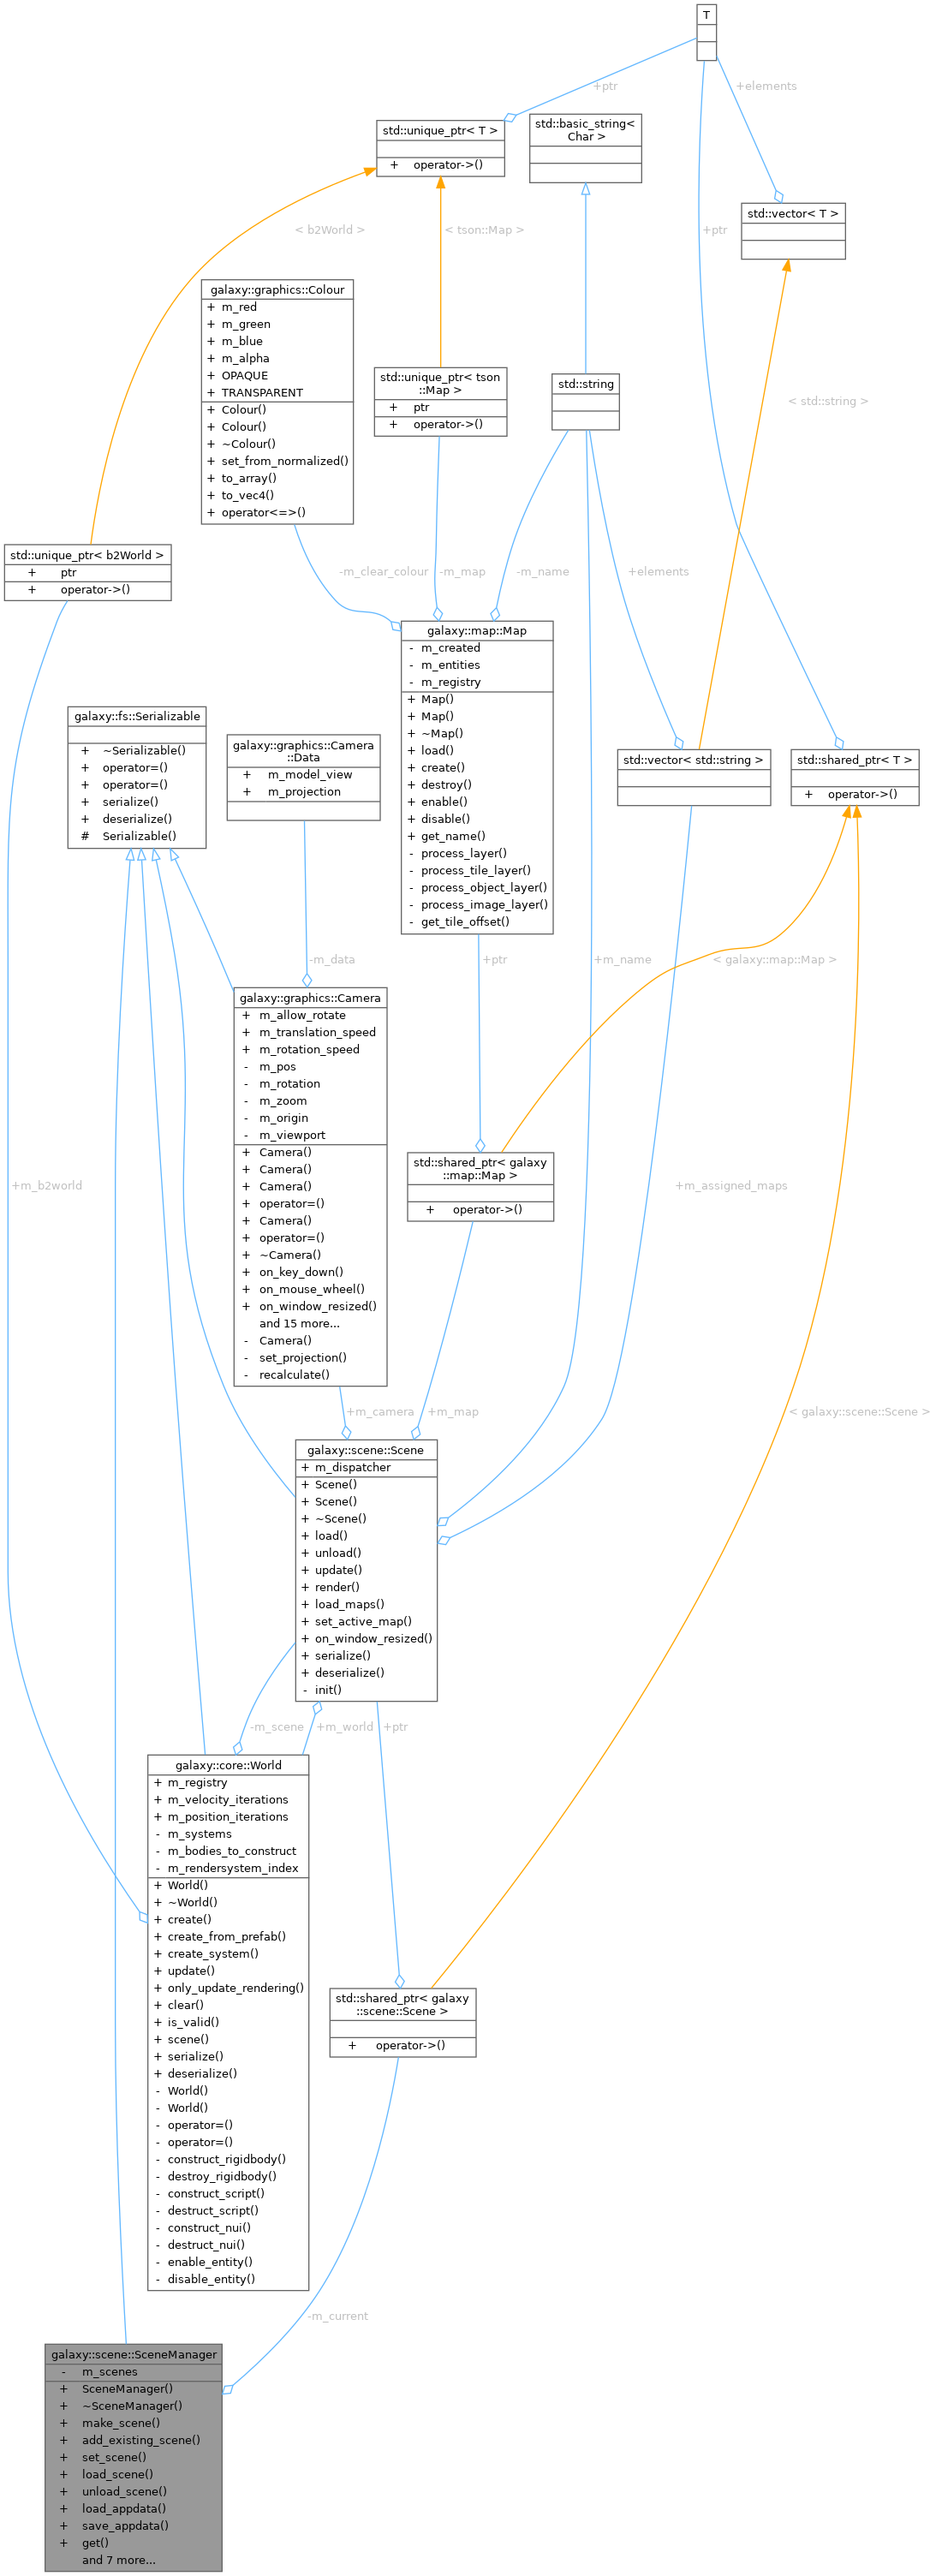 T
+ptr
+elements
std::unique_ptr< T >
+ operator->()
std::basic_string<
Char >
std::vector< T >
< b2World >
< tson::Map >
+ptr
galaxy::graphics::Colour
+ m_red
+ m_green
+ m_blue
+ m_alpha
+ OPAQUE
+ TRANSPARENT
+ Colour()
+ Colour()
+ ~Colour()
+ set_from_normalized()
+ to_array()
+ to_vec4()
+ operator<=>()
std::unique_ptr< tson
::Map >
+ ptr
+ operator->()
std::string
< std::string >
std::unique_ptr< b2World >
+ ptr
+ operator->()
-m_clear_colour
-m_map
-m_name
+elements
galaxy::map::Map
- m_created
- m_entities
- m_registry
+ Map()
+ Map()
+ ~Map()
+ load()
+ create()
+ destroy()
+ enable()
+ disable()
+ get_name()
- process_layer()
- process_tile_layer()
- process_object_layer()
- process_image_layer()
- get_tile_offset()
galaxy::fs::Serializable
+ ~Serializable()
+ operator=()
+ operator=()
+ serialize()
+ deserialize()
# Serializable()
galaxy::graphics::Camera
::Data
+ m_model_view
+ m_projection
std::vector< std::string >
std::shared_ptr< T >
+ operator->()
-m_data
+ptr
+m_name
< galaxy::map::Map >
galaxy::graphics::Camera
+ m_allow_rotate
+ m_translation_speed
+ m_rotation_speed
- m_pos
- m_rotation
- m_zoom
- m_origin
- m_viewport
+ Camera()
+ Camera()
+ Camera()
+ operator=()
+ Camera()
+ operator=()
+ ~Camera()
+ on_key_down()
+ on_mouse_wheel()
+ on_window_resized()
and 15 more...
- Camera()
- set_projection()
- recalculate()
std::shared_ptr< galaxy
::map::Map >
+ operator->()
+m_b2world
+m_assigned_maps
+m_camera
+m_map
< galaxy::scene::Scene >
galaxy::scene::Scene
+ m_dispatcher
+ Scene()
+ Scene()
+ ~Scene()
+ load()
+ unload()
+ update()
+ render()
+ load_maps()
+ set_active_map()
+ on_window_resized()
+ serialize()
+ deserialize()
- init()
-m_scene
+m_world
+ptr
galaxy::core::World
+ m_registry
+ m_velocity_iterations
+ m_position_iterations
- m_systems
- m_bodies_to_construct
- m_rendersystem_index
+ World()
+ ~World()
+ create()
+ create_from_prefab()
+ create_system()
+ update()
+ only_update_rendering()
+ clear()
+ is_valid()
+ scene()
+ serialize()
+ deserialize()
- World()
- World()
- operator=()
- operator=()
- construct_rigidbody()
- destroy_rigidbody()
- construct_script()
- destruct_script()
- construct_nui()
- destruct_nui()
- enable_entity()
- disable_entity()
std::shared_ptr< galaxy
::scene::Scene >
+ operator->()
-m_current
galaxy::scene::SceneManager
- m_scenes
+ SceneManager()
+ ~SceneManager()
+ make_scene()
+ add_existing_scene()
+ set_scene()
+ load_scene()
+ unload_scene()
+ load_appdata()
+ save_appdata()
+ get()
and 7 more...